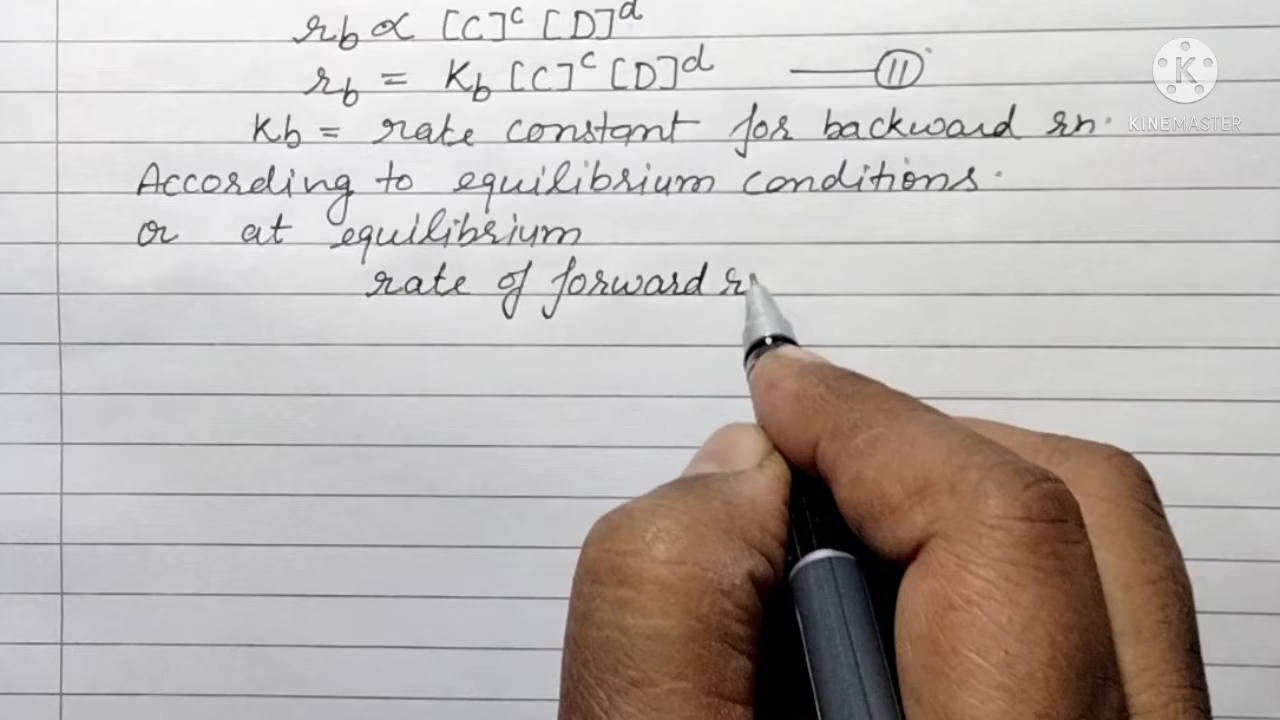 rb ∝ [C]ᶜ [D]ᵈ
rb = Kb [C]ᶜ [D]ᵈ —— (11)
Kb = rate constant for backward rn.
K
KINEMASTER
According to equilibrium conditions.
or at equilibrium
rate of forward r